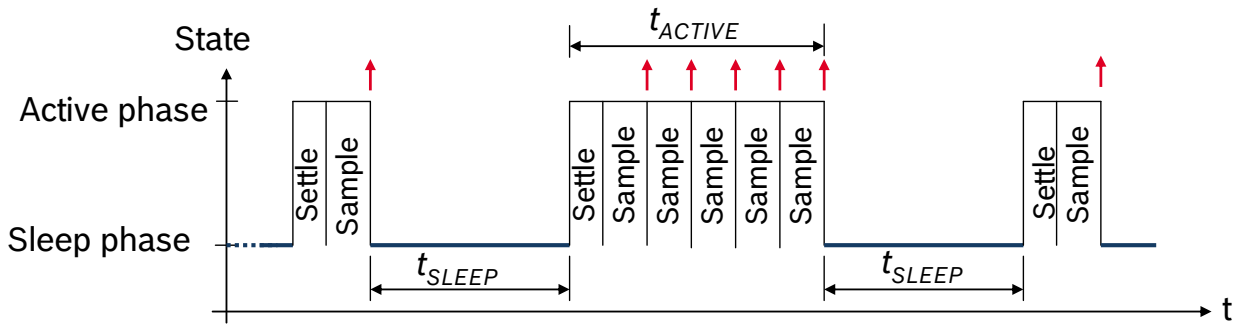 t_ACTIVE
State
Active phase
Settle
Sample
Settle
Sample
Sample
Sample
Sample
Sample
Settle
Sample
Sleep phase
t_SLEEP
t_SLEEP
t